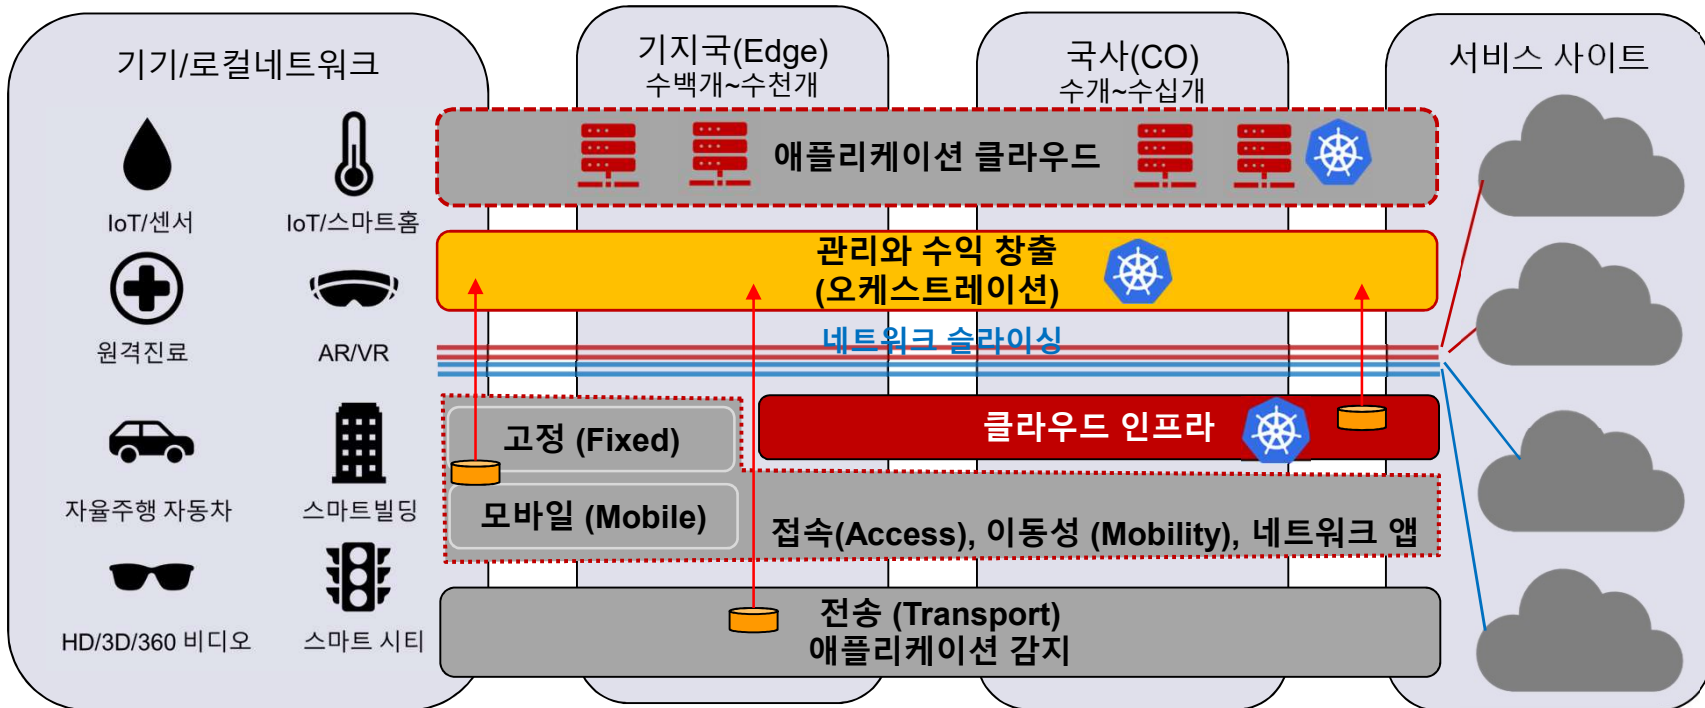 기기/로컬네트워크
기지국(Edge)
수백개~수천개
국사(CO)
수개~수십개
서비스 사이트
애플리케이션 클라우드
IoT/센서
IoT/스마트홈
관리와 수익 창출
(오케스트레이션)
네트워크 슬라이싱
원격진료
AR/VR
고정 (Fixed)
클라우드 인프라
자율주행 자동차
스마트빌딩
모바일 (Mobile)
접속(Access), 이동성 (Mobility), 네트워크 앱
전송 (Transport)
애플리케이션 감지
HD/3D/360 비디오
스마트 시티